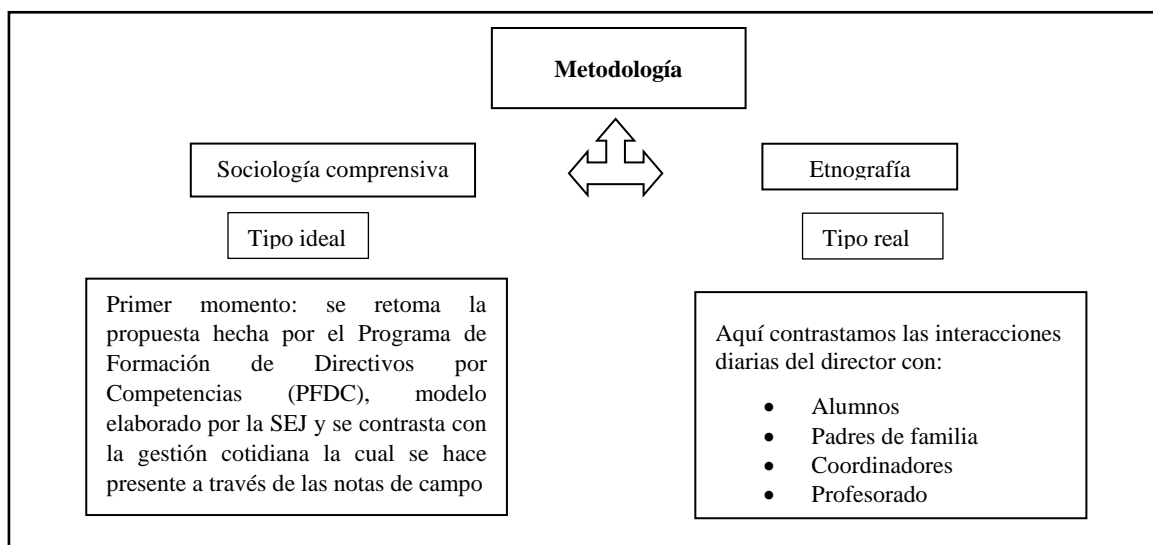 Metodología
Sociología comprensiva
Etnografía
Tipo ideal
Tipo real
Primer momento: se retoma la
propuesta hecha por el Programa de
Formación de Directivos por
Competencias (PFDC), modelo
elaborado por la SEJ y se contrasta con
la gestión cotidiana la cual se hace
presente a través de las notas de campo
Aquí contrastamos las interacciones
diarias del director con:
• Alumnos
• Padres de familia
• Coordinadores
• Profesorado